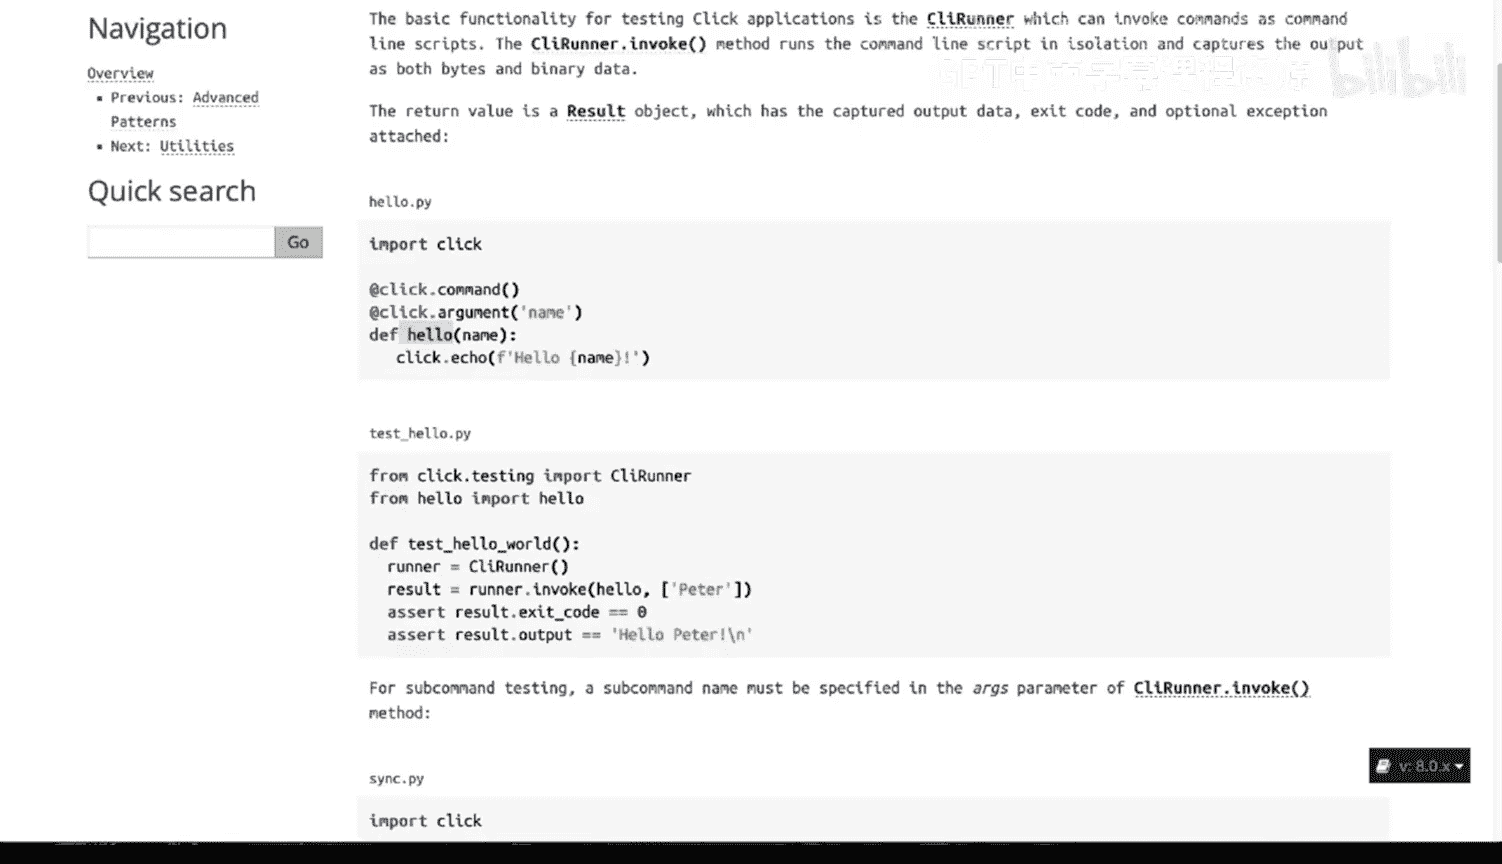 Navigation
Overview
Previous: Advanced
Patterns
Next: Utilities
Quick search
Go
The basic functionality for testing Click applications is the CliRunner which can invoke commands as command
line scripts. The CliRunner.invoke() method runs the command line script in isolation and captures the output
as both bytes and binary data.
The return value is a Result object, which has the captured output data, exit code, and optional exception
attached:
hello.py
import click
@click.command()
@click.argument('name')
def hello(name):
click.echo(f'Hello {name}!')
test_hello.py
from click.testing import CliRunner
from hello import hello
def test_hello_world():
runner = CliRunner()
result = runner.invoke(hello, ['Peter'])
assert result.exit_code == 0
assert result.output == 'Hello Peter!\n'
For subcommand testing, a subcommand name must be specified in the args parameter of CliRunner.invoke()
method:
sync.py
import click
v: 8.0.x
bilibili